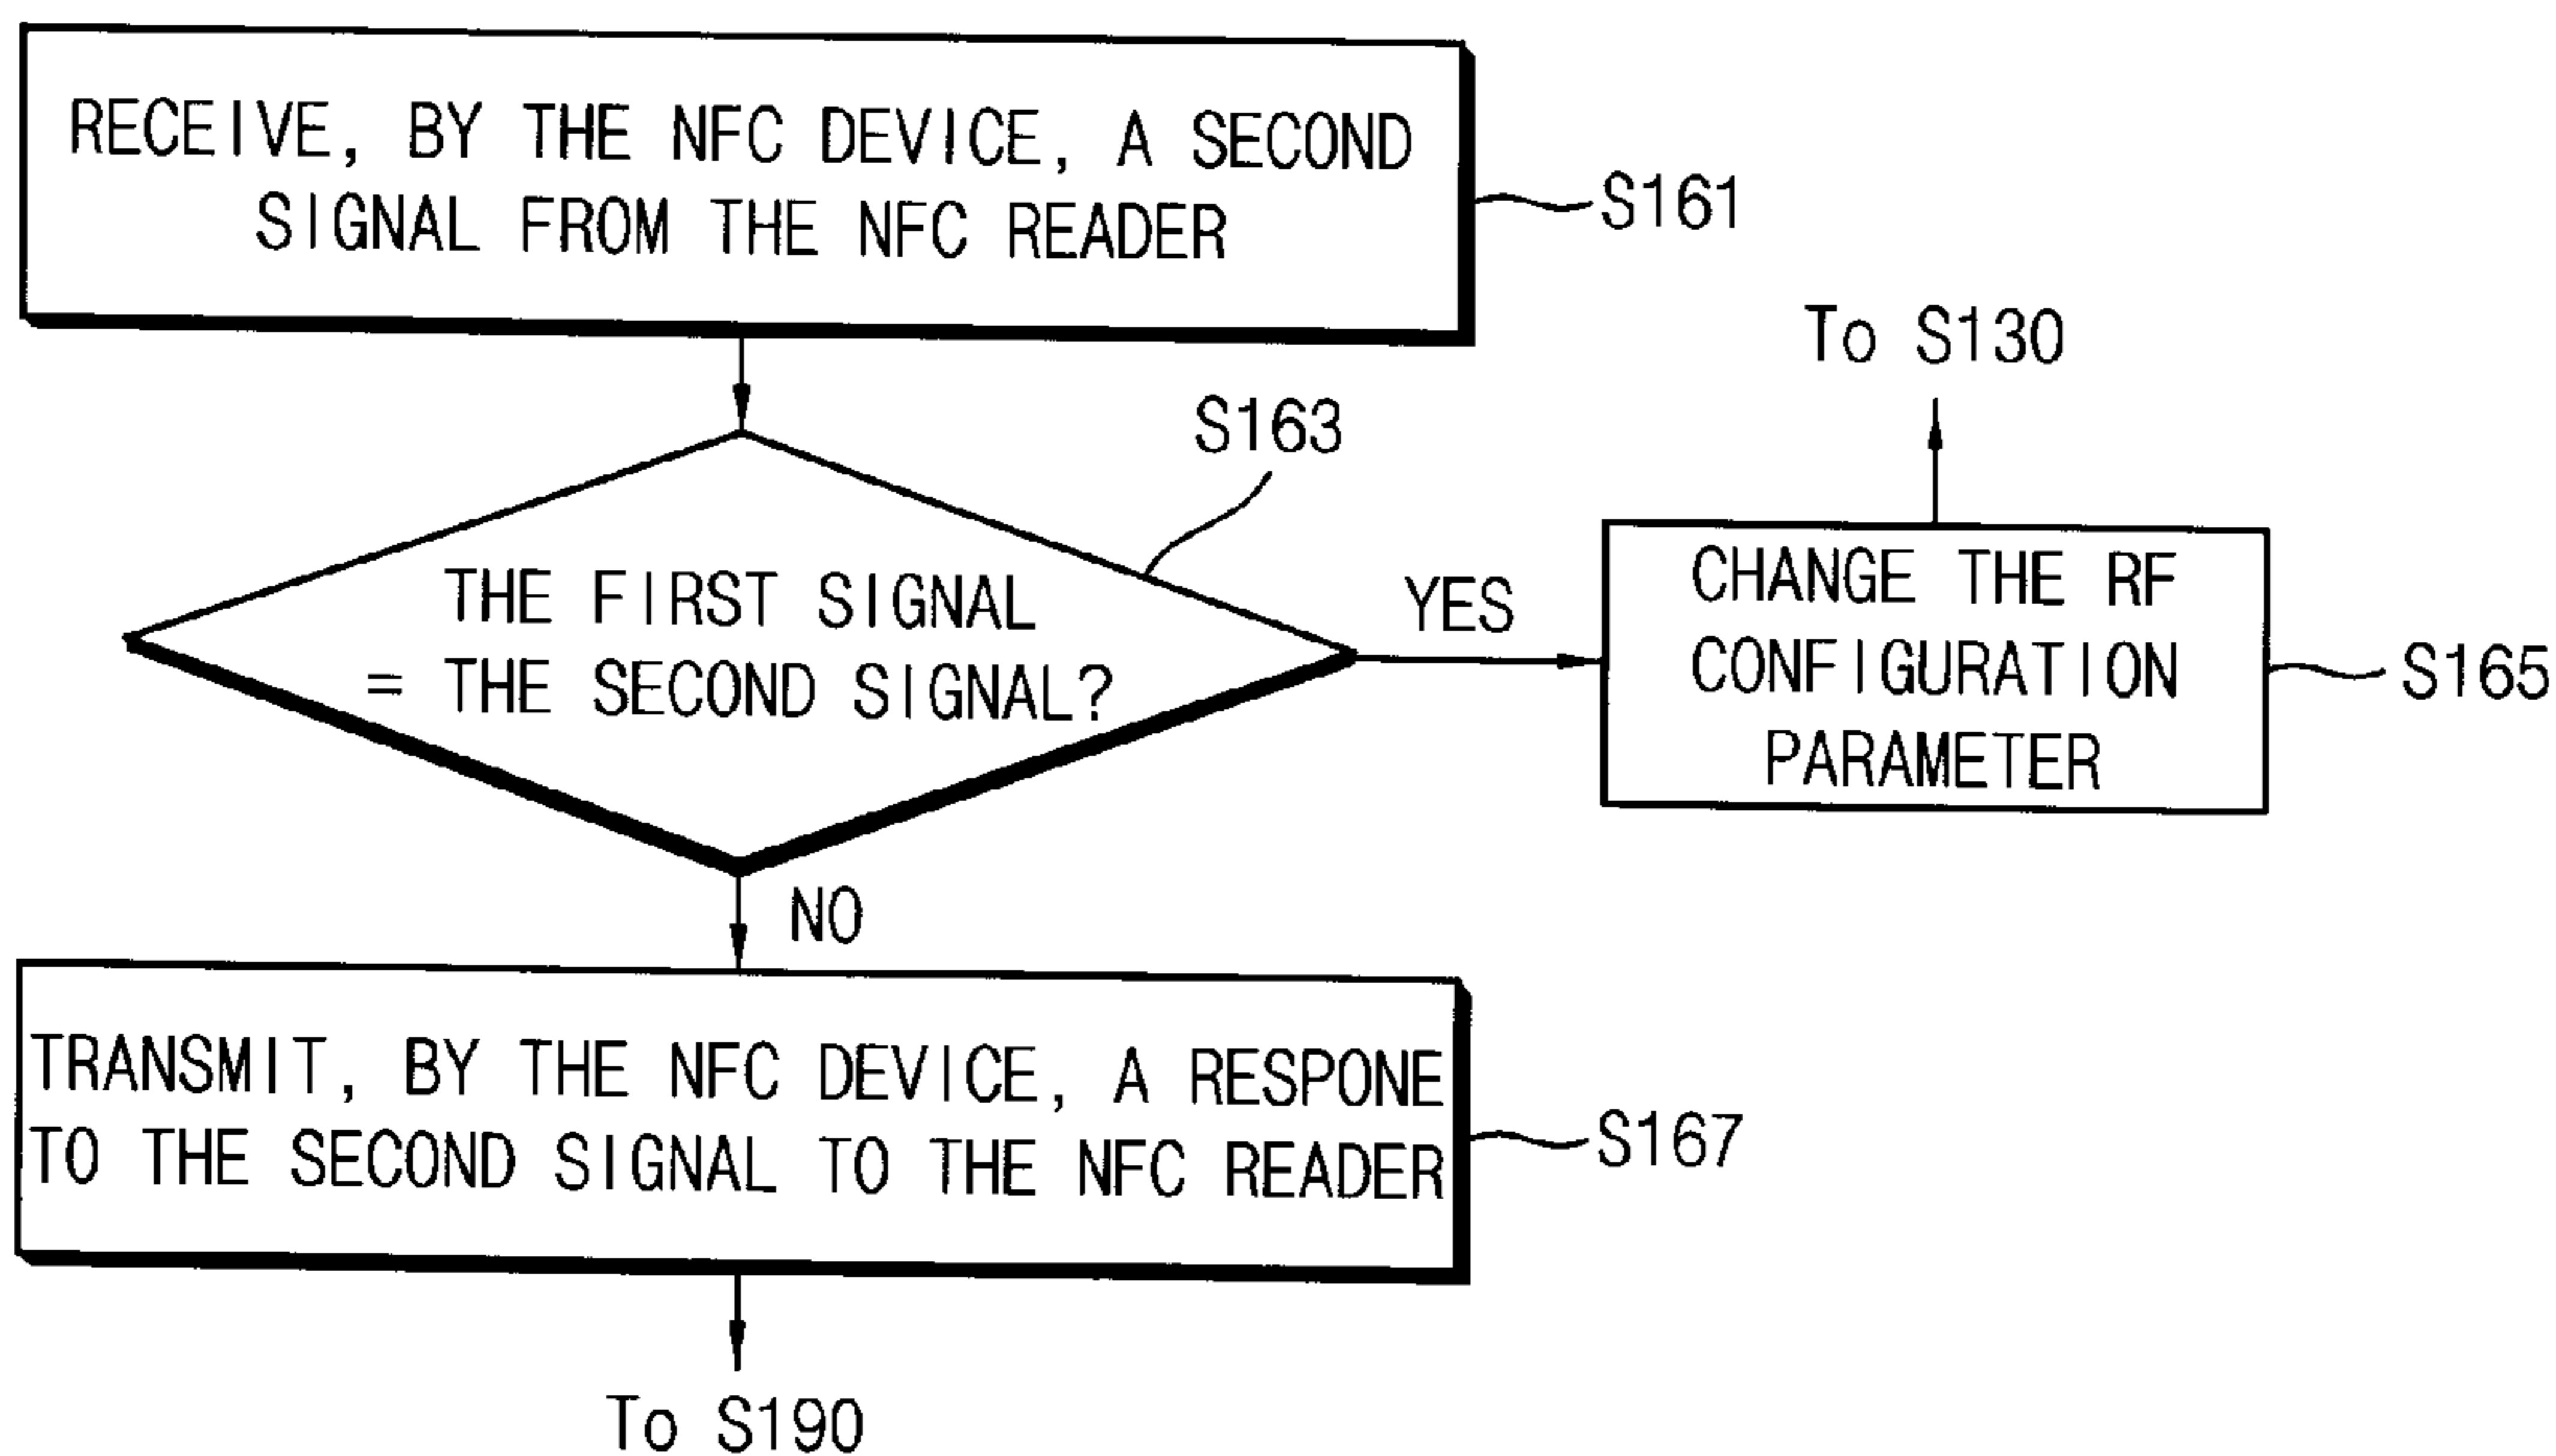 RECEIVE, BY THE NFC DEVICE, A SECOND
SIGNAL FROM THE NFC READER
S161
To S130
S163
THE FIRST SIGNAL
= THE SECOND SIGNAL?
YES
CHANGE THE RF
CONFIGURATION
PARAMETER
S165
NO
TRANSMIT, BY THE NFC DEVICE, A RESPONE
TO THE SECOND SIGNAL TO THE NFC READER
S167
To S190